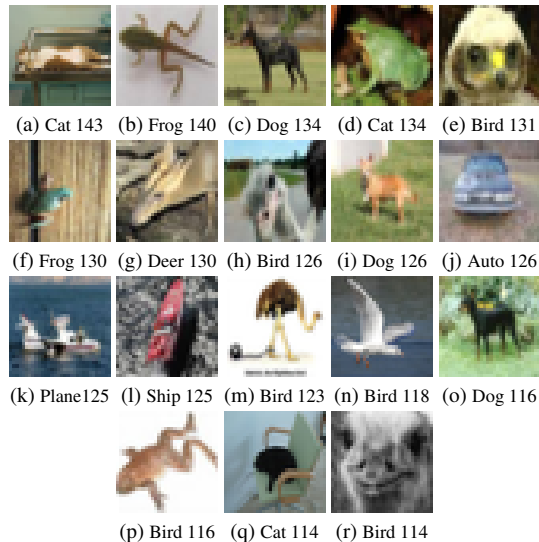 (a) Cat 143 (b) Frog 140 (c) Dog 134 (d) Cat 134 (e) Bird 131
(f) Frog 130 (g) Deer 130 (h) Bird 126 (i) Dog 126 (j) Auto 126
(k) Plane125 (l) Ship 125 (m) Bird 123 (n) Bird 118 (o) Dog 116
(p) Bird 116 (q) Cat 114 (r) Bird 114